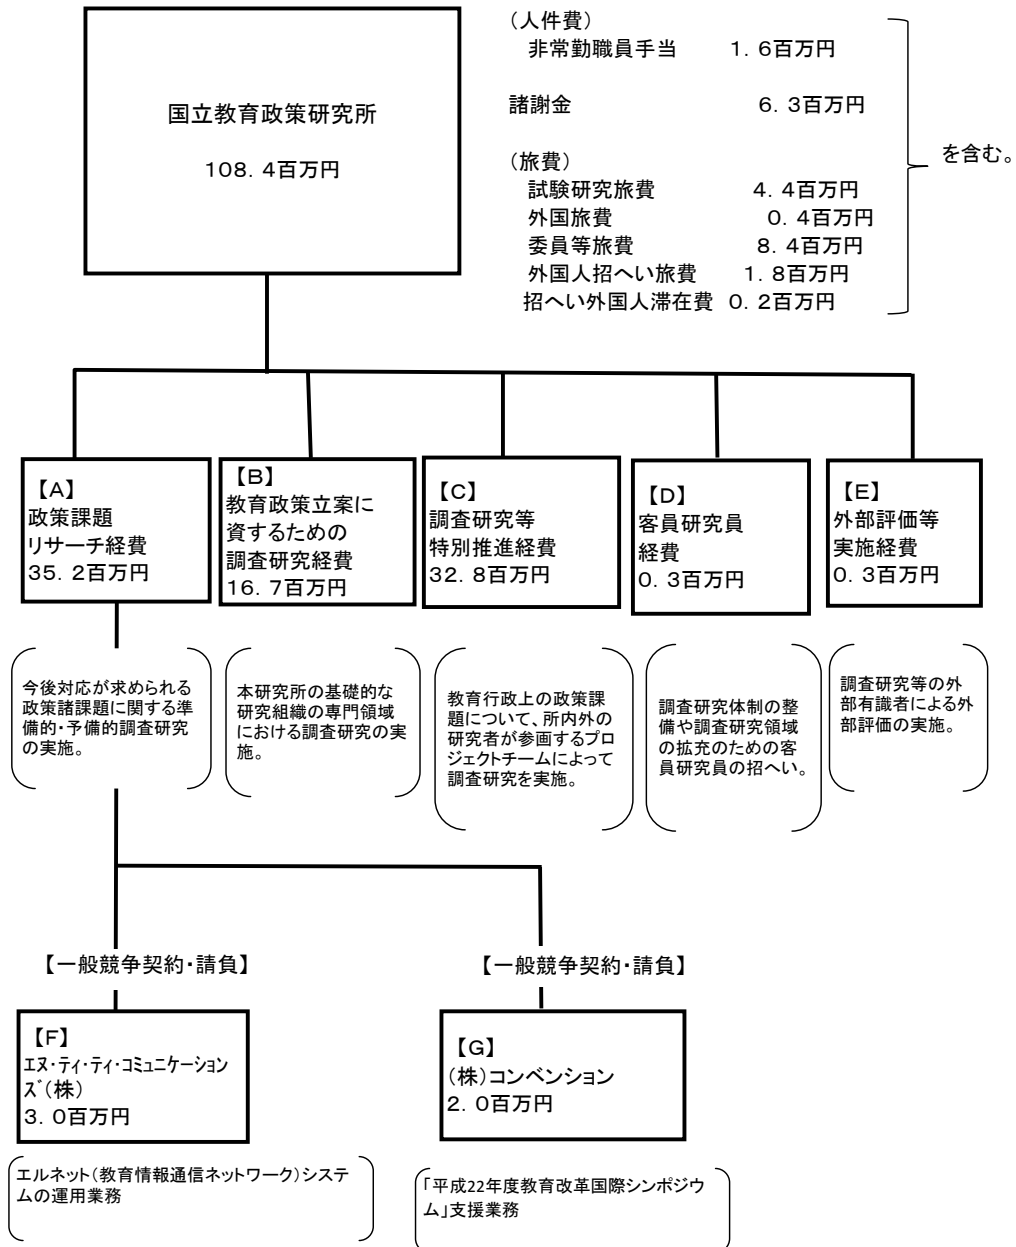 国立教育政策研究所
108．4百万円
（人件費）
非常勤職員手当　1．6百万円
諸謝金　6．3百万円
（旅費）
試験研究旅費　4．4百万円
外国旅費　0．4百万円
委員等旅費　8．4百万円
外国人招へい旅費　1．8百万円
招へい外国人滞在費　0．2百万円
を含む。
【A】
政策課題
リサーチ経費
35．2百万円
【B】
教育政策立案に
資するための
調査研究経費
16．7百万円
【C】
調査研究等
特別推進経費
32．8百万円
【D】
客員研究員
経費
0．3百万円
【E】
外部評価等
実施経費
0．3百万円
今後対応が求められる
政策諸課題に関する準
備的・予備的調査研究
の実施。
本研究所の基礎的な
研究組織の専門領域
における調査研究の実
施。
教育行政上の政策課
題について、所内外の
研究者が参画するプロ
ジェクトチームによって
調査研究を実施。
調査研究体制の整
備や調査研究領域
の拡充のための客
員研究員の招へい。
調査研究等の外
部有識者による外
部評価の実施。
【一般競争契約・請負】
【F】
ｴﾇ・ﾃｨ・ﾃｨ・ｺﾐｭﾆｹｰｼｮﾝ
ｽﾞ（株）
3．0百万円
エルネット（教育情報通信ネットワーク）システ
ムの運用業務
【一般競争契約・請負】
【G】
（株）コンベンション
2．0百万円
「平成22年度教育改革国際シンポジウ
ム」支援業務